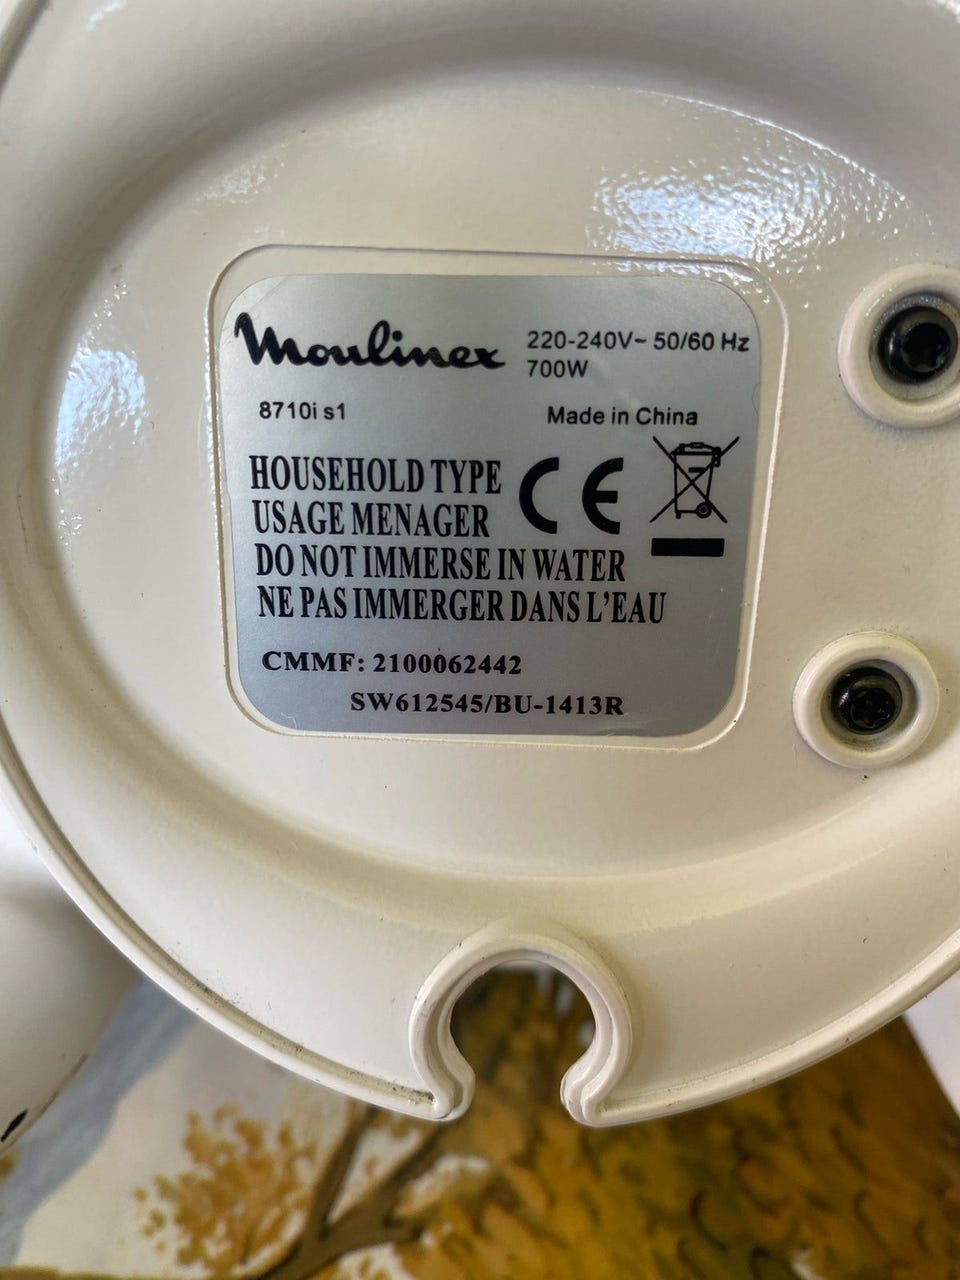 Moulinex 220-240V~ 50/60 Hz
700W
8710i s1 Made in China
HOUSEHOLD TYPE
USAGE MENAGER
CE
DO NOT IMMERSE IN WATER
NE PAS IMMERGER DANS L'EAU
CMMF: 2100062442
SW612545/BU-1413R